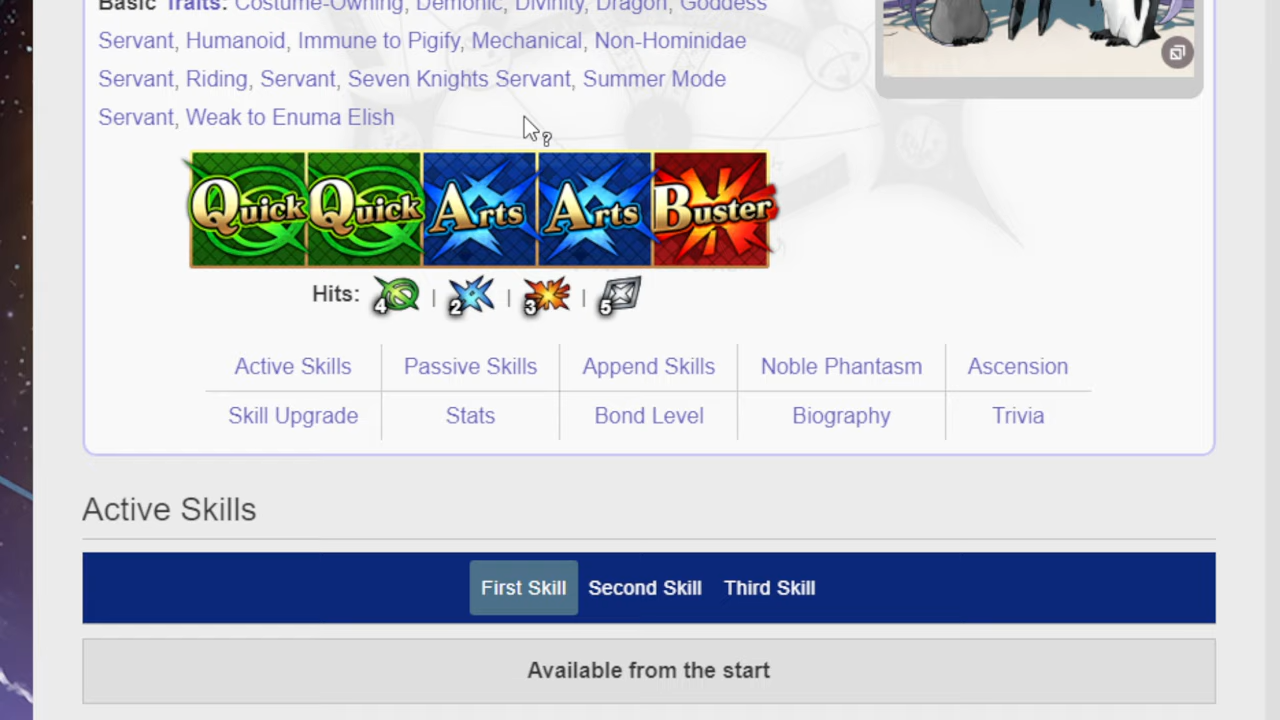 Basic Traits: Costume-Owning, Demonic, Divinity, Dragon, Goddess
Servant, Humanoid, Immune to Pigify, Mechanical, Non-Hominidae
Servant, Riding, Servant, Seven Knights Servant, Summer Mode
Servant, Weak to Enuma Elish
Quick Quick Arts Arts Buster
Hits: 4 | 2 | 3 | 5
Active Skills Passive Skills Append Skills Noble Phantasm Ascension
Skill Upgrade Stats Bond Level Biography Trivia
Active Skills
First Skill Second Skill Third Skill
Available from the start